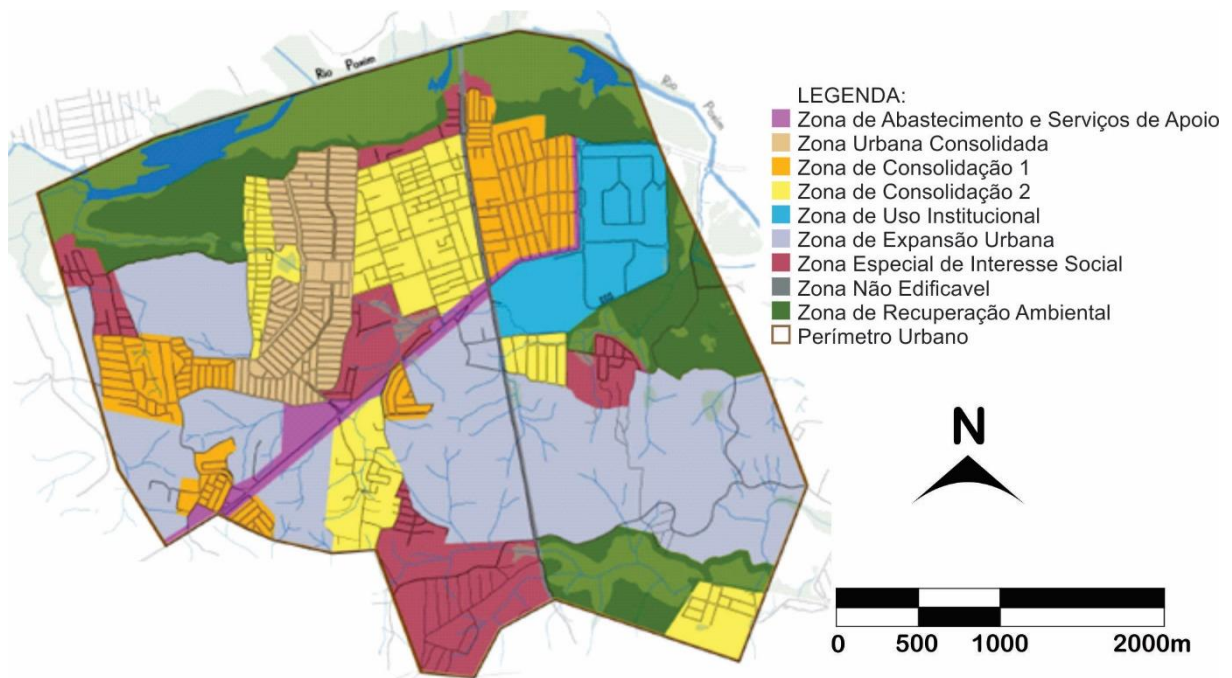 Rio Poxim
Rio Poxim
LEGENDA:
Zona de Abastecimento e Serviços de Apoio
Zona Urbana Consolidada
Zona de Consolidação 1
Zona de Consolidação 2
Zona de Uso Institucional
Zona de Expansão Urbana
Zona Especial de Interesse Social
Zona Não Edificavel
Zona de Recuperação Ambiental
Perímetro Urbano
N
0 500 1000 2000m